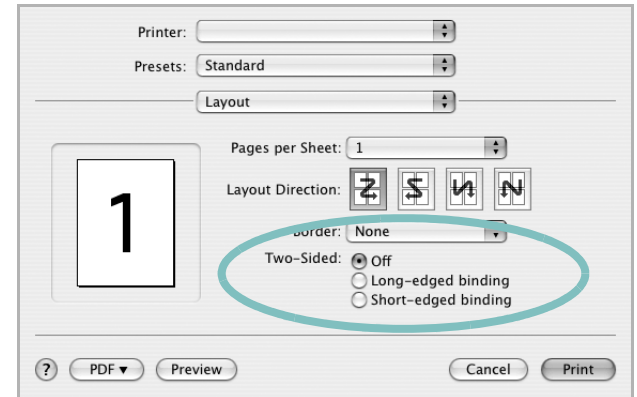 Printer:
Presets: Standard
Layout
Pages per Sheet: 1
Layout Direction:
1
Border: None
Two-Sided: Off
Long-edged binding
Short-edged binding
? PDF▼ Preview Cancel Print